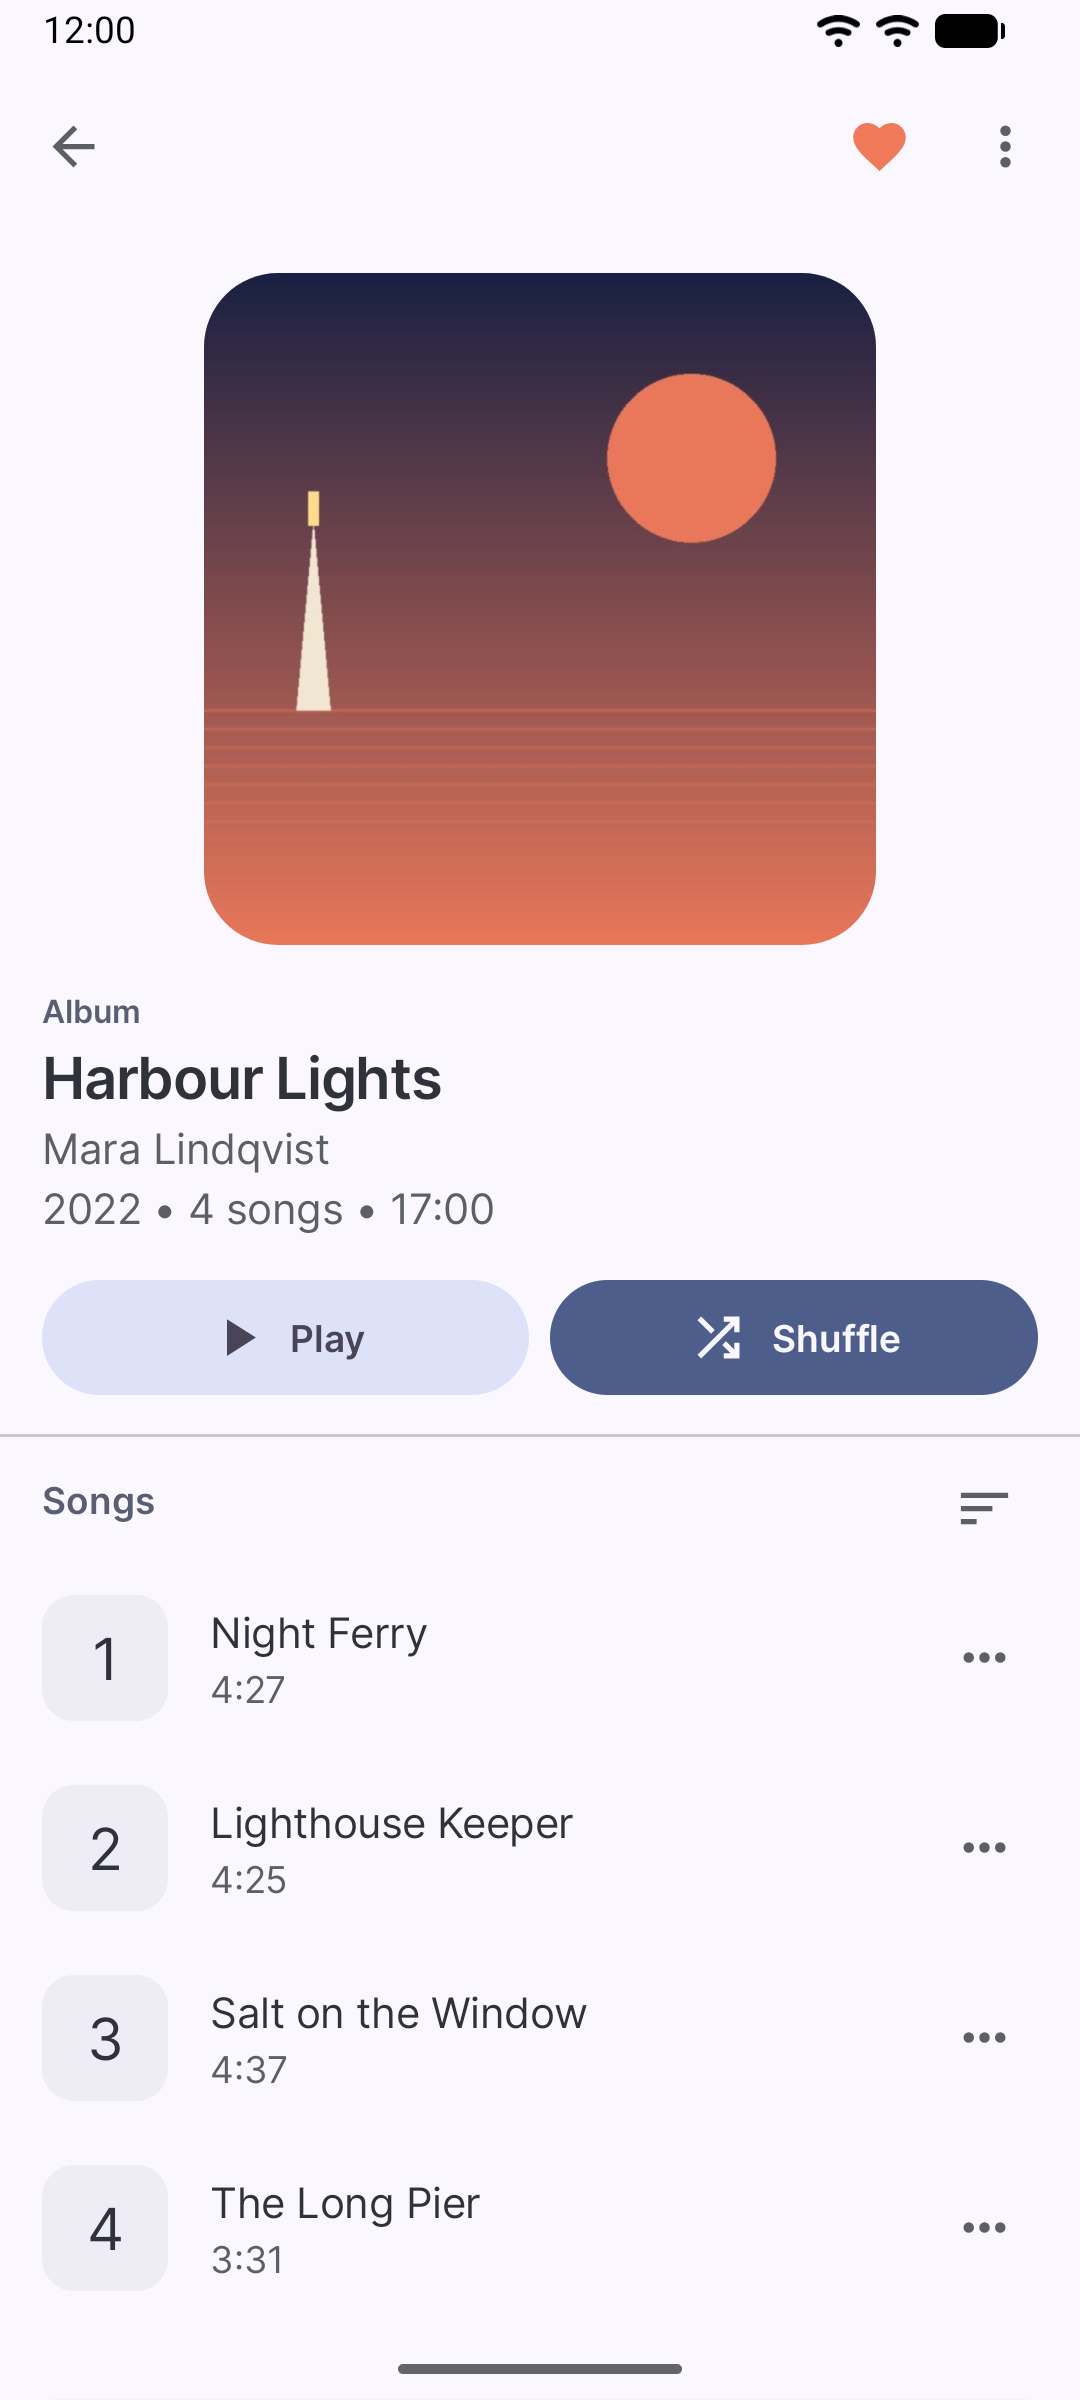 12:00
Album
Harbour Lights
Mara Lindqvist
2022 • 4 songs • 17:00
Play
Shuffle
Songs
1
Night Ferry
4:27
2
Lighthouse Keeper
4:25
3
Salt on the Window
4:37
4
The Long Pier
3:31